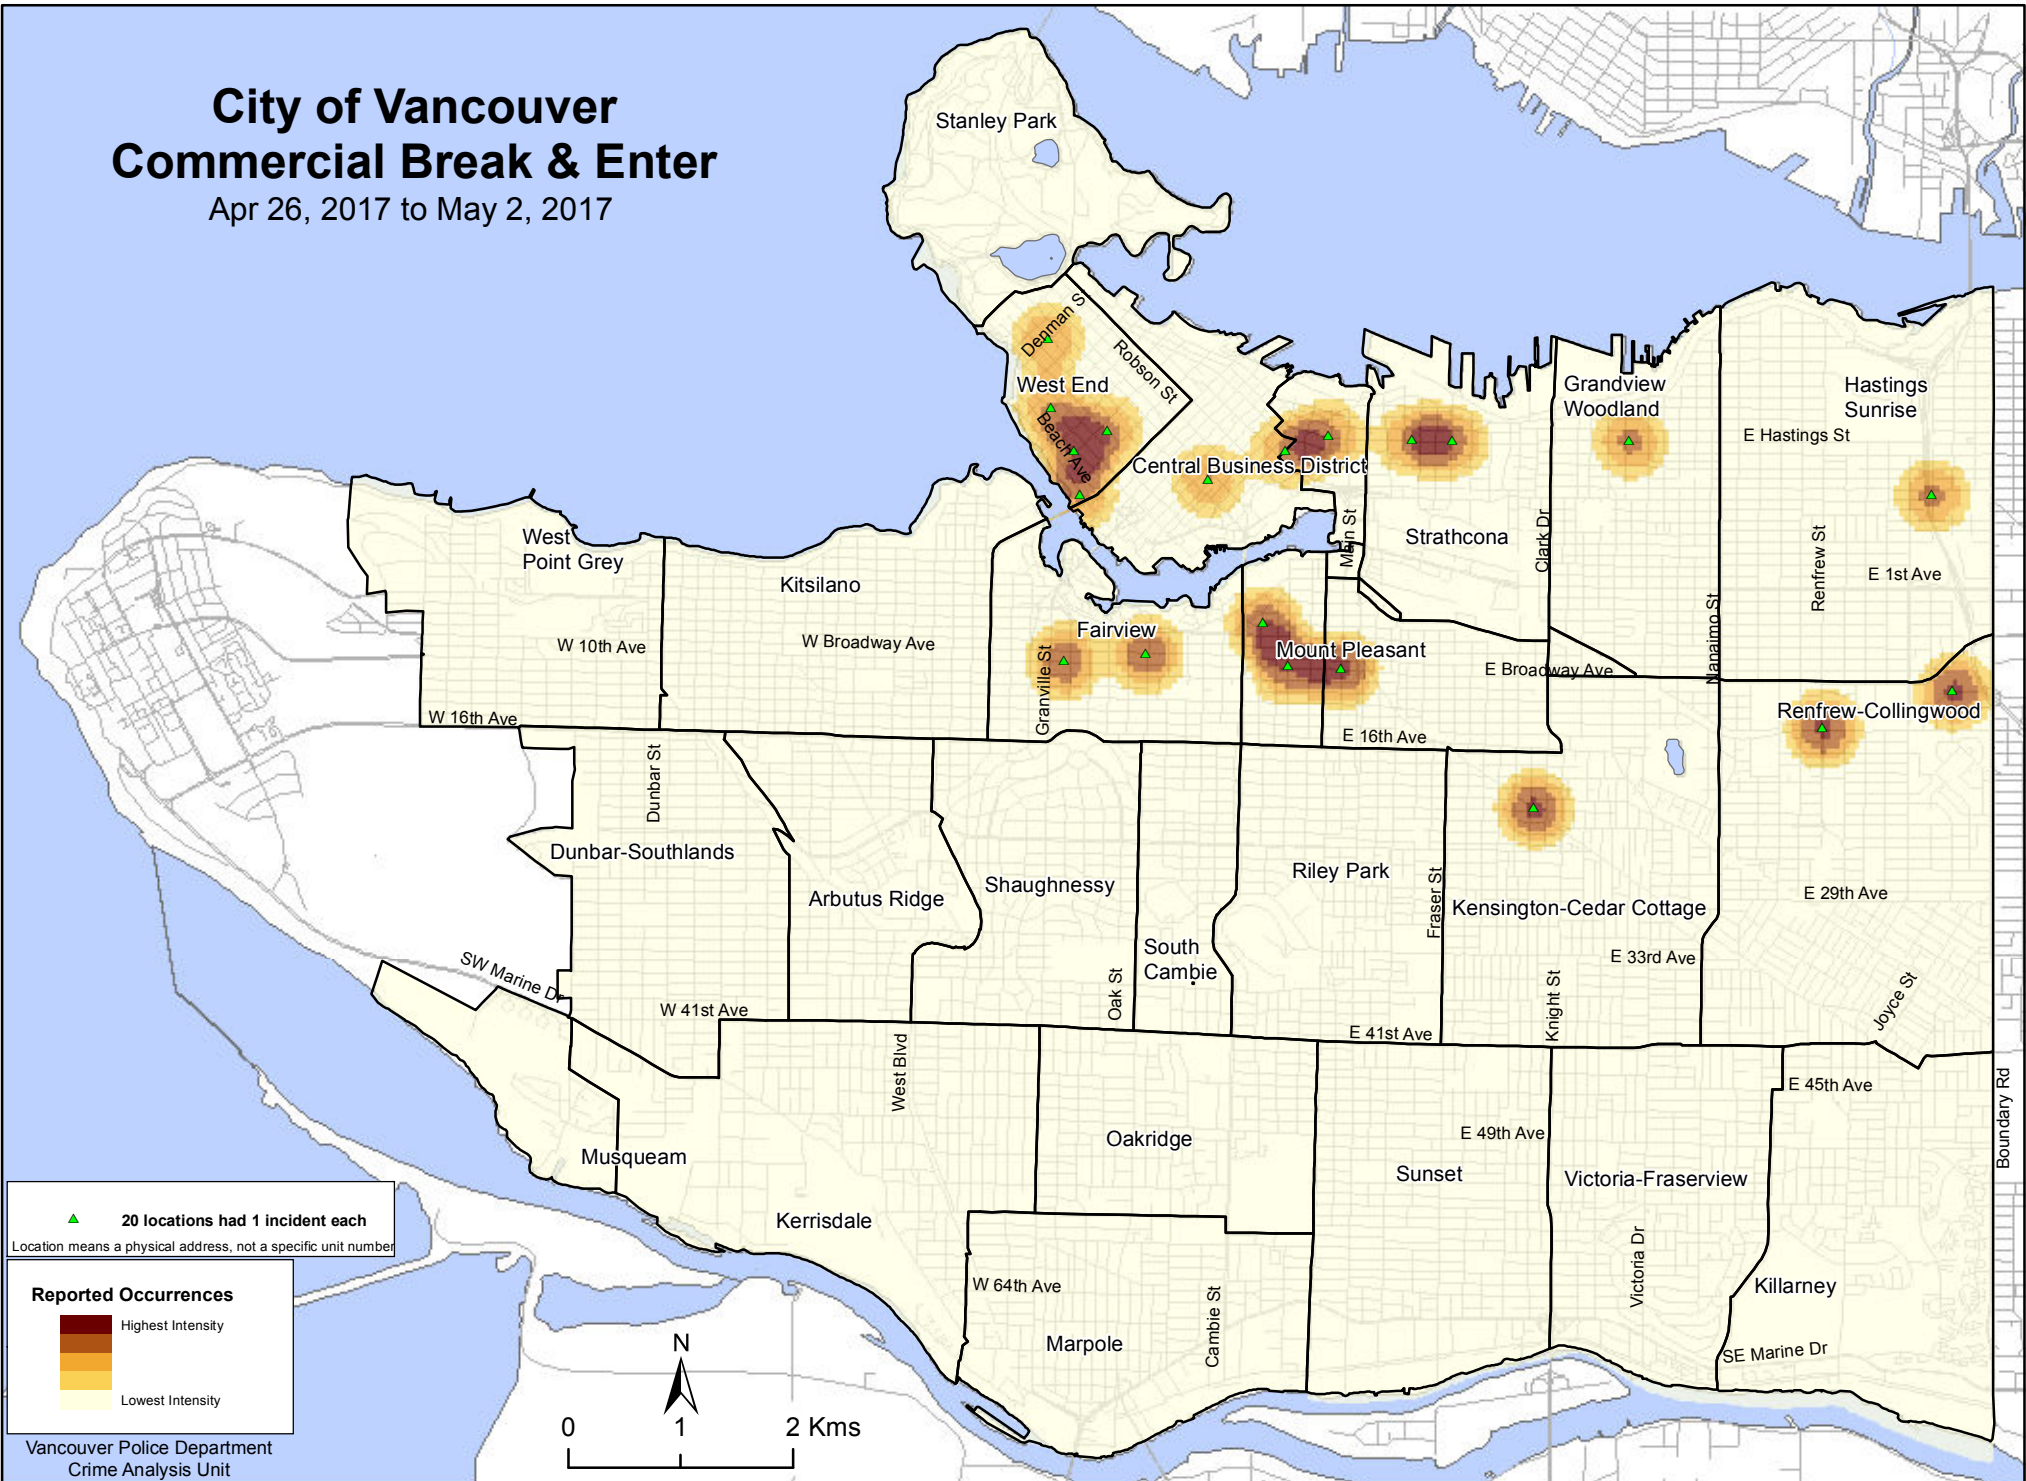 City of Vancouver
Commercial Break & Enter
Apr 26, 2017 to May 2, 2017
Stanley Park
Denman S
Robson St
West End
Beach Ave
Central Business District
Grandview
Woodland
Hastings
Sunrise
E Hastings St
West
Point Grey
Kitsilano
Strathcona
Main St
Clark Dr
Nanaimo St
Renfrew St
E 1st Ave
W 10th Ave
W Broadway Ave
Fairview
Granville St
Mount Pleasant
E Broadway Ave
W 16th Ave
E 16th Ave
Renfrew-Collingwood
Dunbar St
Dunbar-Southlands
Arbutus Ridge
Shaughnessy
Riley Park
Fraser St
Kensington-Cedar Cottage
E 29th Ave
South
Cambie
E 33rd Ave
SW Marine Dr
W 41st Ave
Oak St
E 41st Ave
Knight St
Joyce St
West Blvd
E 45th Ave
Boundary Rd
Musqueam
Oakridge
E 49th Ave
Sunset
Victoria-Fraserview
Kerrisdale
Victoria Dr
Killarney
W 64th Ave
Cambie St
Marpole
SE Marine Dr
20 locations had 1 incident each
Location means a physical address, not a specific unit number
Reported Occurrences
Highest Intensity
Lowest Intensity
Vancouver Police Department
Crime Analysis Unit
N
0 1 2 Kms